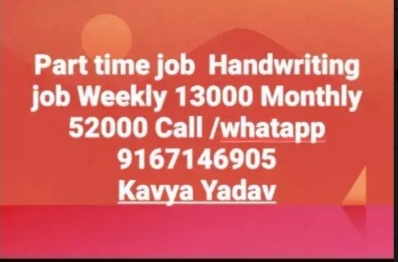 Part time job Handwriting
job Weekly 13000 Monthly
52000 Call /whatapp
9167146905
Kavya Yadav